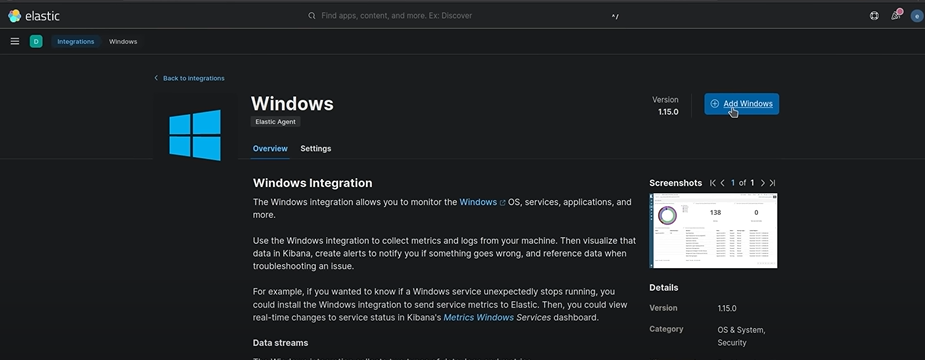 elastic
Find apps, content, and more. Ex: Discover
^/
e
D
Integrations
Windows
Back to integrations
Windows
Elastic Agent
Version
1.15.0
Add Windows
Overview
Settings
Windows Integration
The Windows integration allows you to monitor the Windows OS, services, applications, and
more.
Use the Windows integration to collect metrics and logs from your machine. Then visualize that
data in Kibana, create alerts to notify you if something goes wrong, and reference data when
troubleshooting an issue.
For example, if you wanted to know if a Windows service unexpectedly stops running, you
could install the Windows integration to send service metrics to Elastic. Then, you could view
real-time changes to service status in Kibana's Metrics Windows Services dashboard.
Data streams
Screenshots
1 of 1
138
0
Details
Version
1.15.0
Category
OS & System,
Security